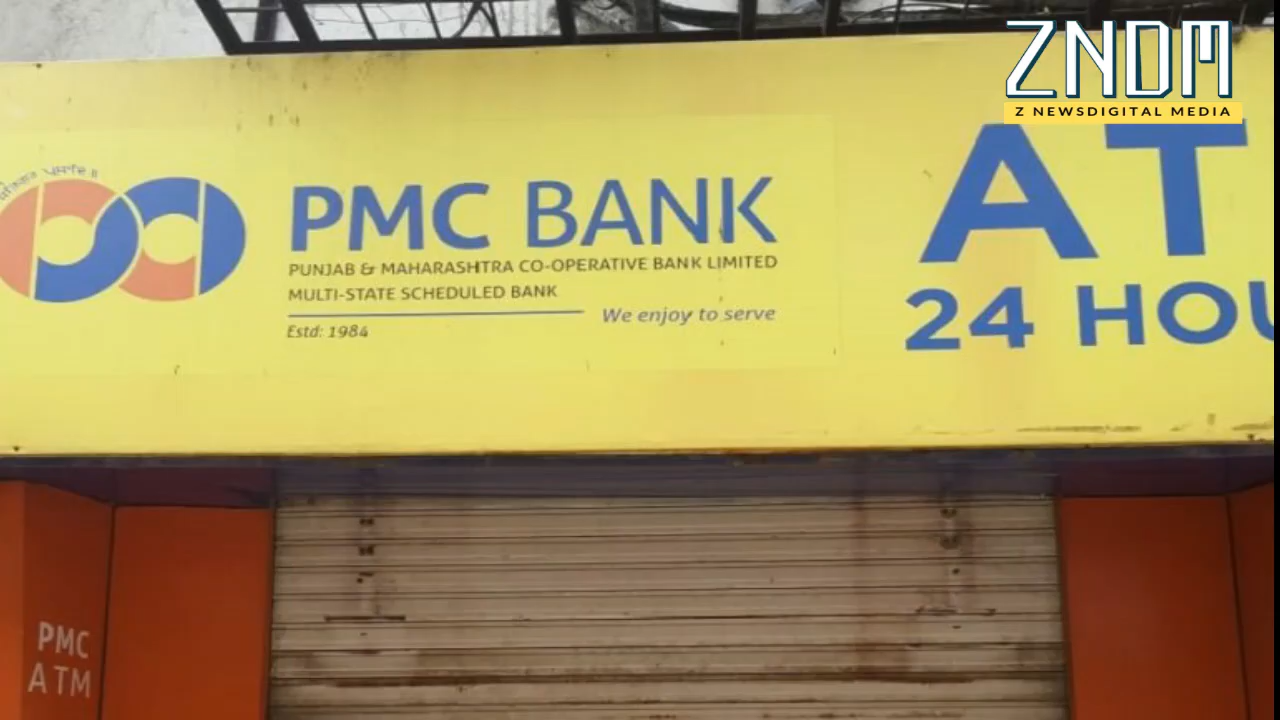 ZNDM
Z NEWSDIGITAL MEDIA
PMC BANK
PUNJAB & MAHARASHTRA CO-OPERATIVE BANK LIMITED
MULTI-STATE SCHEDULED BANK
We enjoy to serve
Estd: 1984
AT
24 HOU
PMC
ATM